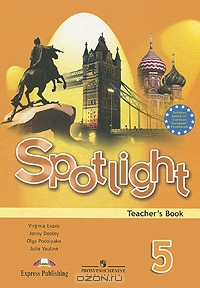 Spotlight
Teacher's Book
Virginia Evans
Jenny Dooley
Olga Podolyako
Julia Vaulina
5
Express Publishing
ПРОСВЕЩЕНИЕ
OZON.ru